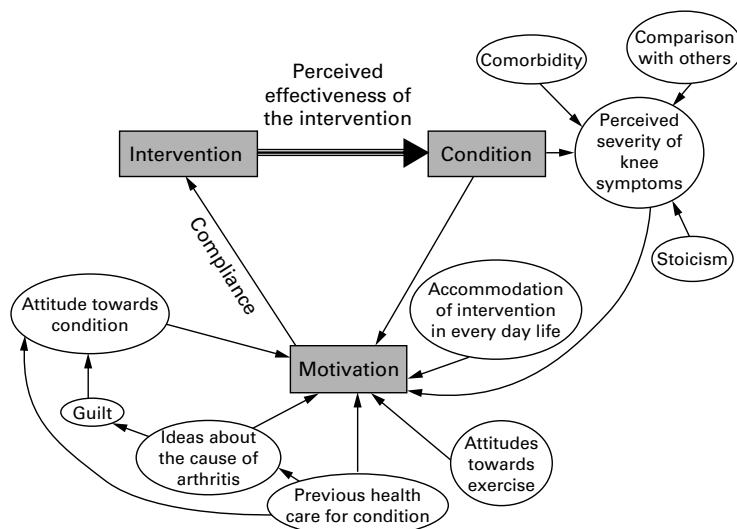 Comorbidity
Comparison
with others
Perceived
effectiveness of
the intervention
Intervention
Condition
Perceived
severity of
knee
symptoms
Stoicism
Compliance
Attitude towards
condition
Accommodation
of intervention
in every day life
Motivation
Guilt
Ideas about
the cause of
arthritis
Attitudes
towards
exercise
Previous health
care for condition